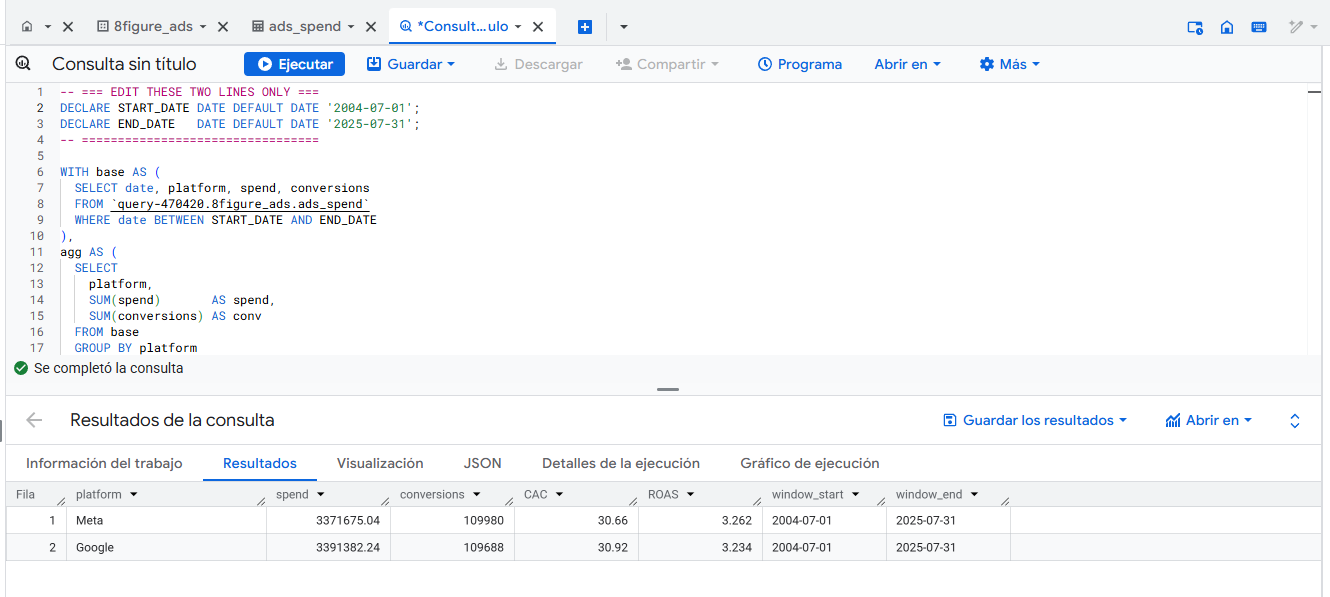 8figure_ads
ads_spend
*Consult...ulo
Consulta sin título
Ejecutar
Guardar
Descargar
Compartir
Programa
Abrir en
Más
1 -- === EDIT THESE TWO LINES ONLY ===
2 DECLARE START_DATE DATE DEFAULT DATE '2004-07-01';
3 DECLARE END_DATE   DATE DEFAULT DATE '2025-07-31';
4 -- =================================
5
6 WITH base AS (
7   SELECT date, platform, spend, conversions
8   FROM `query-470420.8figure_ads.ads_spend`
9   WHERE date BETWEEN START_DATE AND END_DATE
10 ),
11 agg AS (
12   SELECT
13     platform,
14     SUM(spend)       AS spend,
15     SUM(conversions) AS conv
16   FROM base
17   GROUP BY platform
Se completó la consulta
Resultados de la consulta
Guardar los resultados
Abrir en
Información del trabajo
Resultados
Visualización
JSON
Detalles de la ejecución
Gráfico de ejecución
Fila platform spend conversions CAC ROAS window_start window_end
1 Meta 3371675.04 109980 30.66 3.262 2004-07-01 2025-07-31
2 Google 3391382.24 109688 30.92 3.234 2004-07-01 2025-07-31